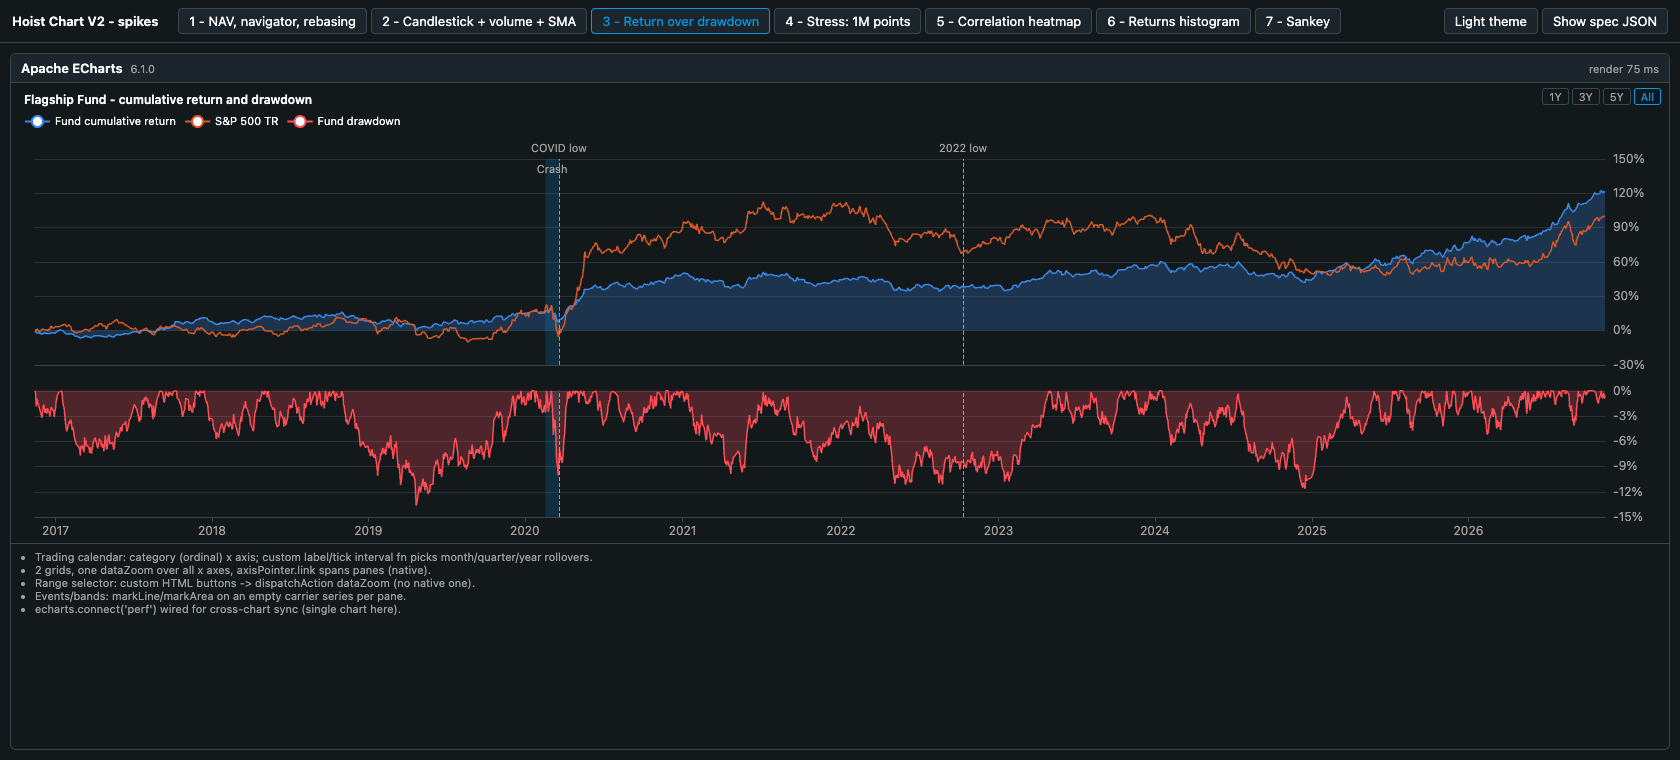 Hoist Chart V2 - spikes
1 - NAV, navigator, rebasing
2 - Candlestick + volume + SMA
3 - Return over drawdown
4 - Stress: 1M points
5 - Correlation heatmap
6 - Returns histogram
7 - Sankey
Light theme
Show spec JSON
Apache ECharts 6.1.0
render 75 ms
Flagship Fund - cumulative return and drawdown
1Y 3Y 5Y All
Fund cumulative return
S&P 500 TR
Fund drawdown
COVID low
2022 low
Crash
150%
120%
90%
60%
30%
0%
-30%
0%
-3%
-6%
-9%
-12%
-15%
2017 2018 2019 2020 2021 2022 2023 2024 2025 2026
Trading calendar: category (ordinal) x axis; custom label/tick interval fn picks month/quarter/year rollovers.
2 grids, one dataZoom over all x axes, axisPointer.link spans panes (native).
Range selector: custom HTML buttons -> dispatchAction dataZoom (no native one).
Events/bands: markLine/markArea on an empty carrier series per pane.
echarts.connect('perf') wired for cross-chart sync (single chart here).